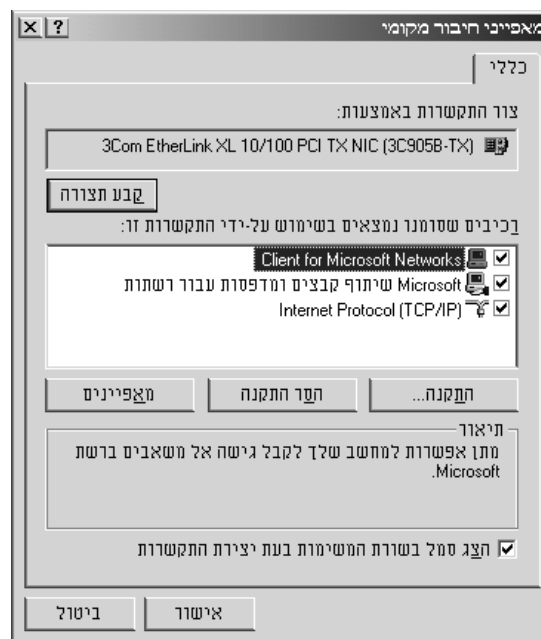 מאפייני חיבור מקומי
כללי
צור התקשרות באמצעות:
3Com EtherLink XL 10/100 PCI TX NIC (3C905B-TX)
קבע תצורה
רכיבים שסומנו נמצאים בשימוש על-ידי התקשרות זו:
Client for Microsoft Networks
Microsoft שיתוף קבצים ומדפסות עבור רשתות
Internet Protocol (TCP/IP)
התקנה... הסר התקנה מאפיינים
תיאור
מתן אפשרות למחשב שלך לקבל גישה אל משאבים ברשת
Microsoft.
הצג סמל בשורת המשימות בעת יצירת התקשרות
אישור ביטול